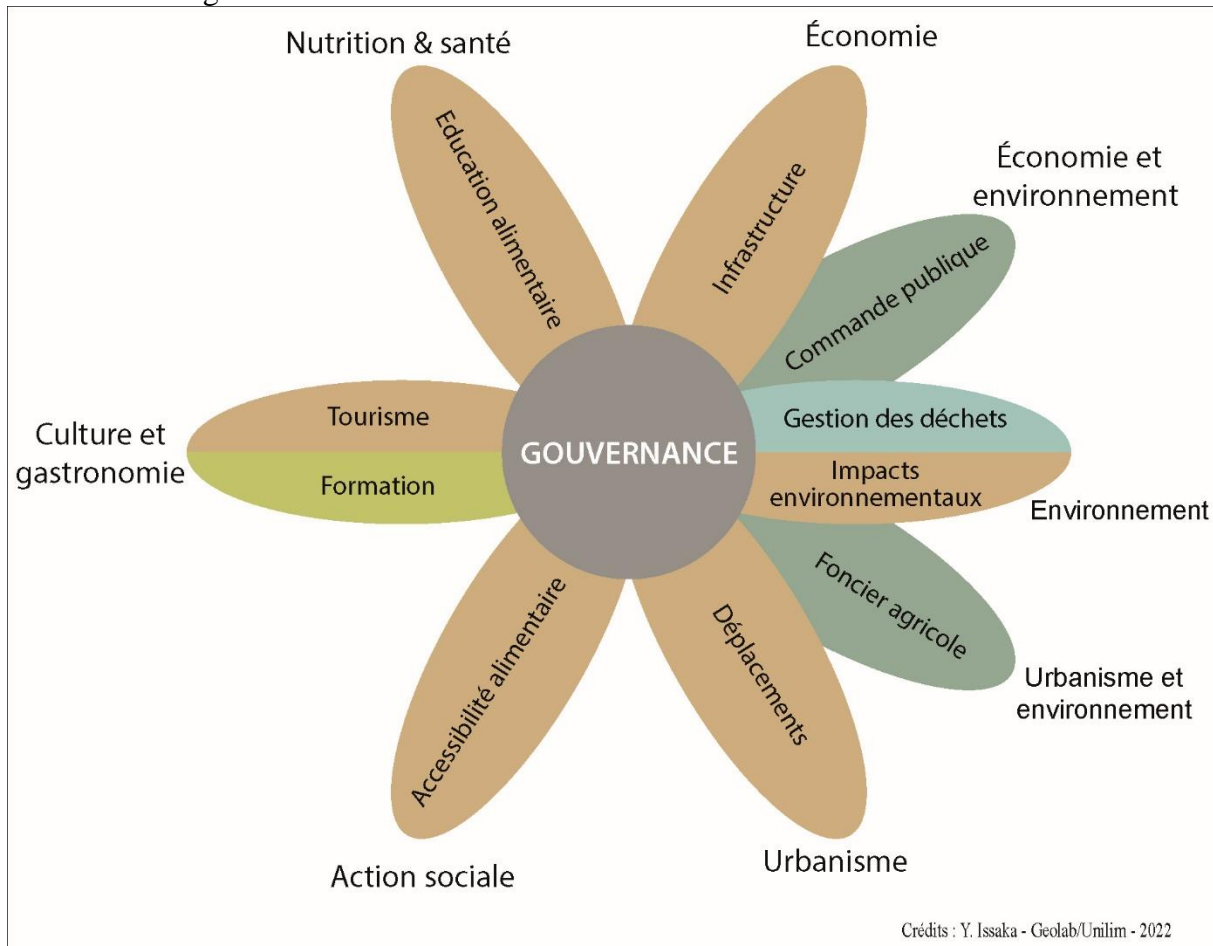 Nutrition & santé
Économie
Education alimentaire
Infrastructure
Économie et
environnement
Commande publique
Culture et
gastronomie
Tourisme
Formation
GOUVERNANCE
Gestion des déchets
Impacts
environnementaux
Environnement
Foncier agricole
Urbanisme et
environnement
Accessibilité alimentaire
Déplacements
Action sociale
Urbanisme
Crédits : Y. Issaka - Geolab/Unilim - 2022